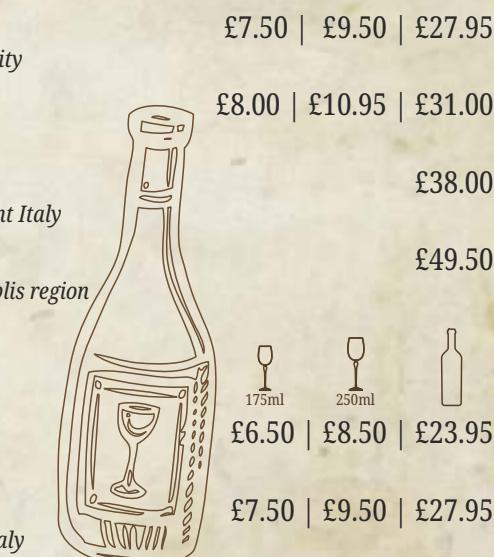 £7.50 | £9.50 | £27.95
ity
£8.00 | £10.95 | £31.00
£38.00
nt Italy
£49.50
lis region
175ml 250ml
£6.50 | £8.50 | £23.95
£7.50 | £9.50 | £27.95
aly